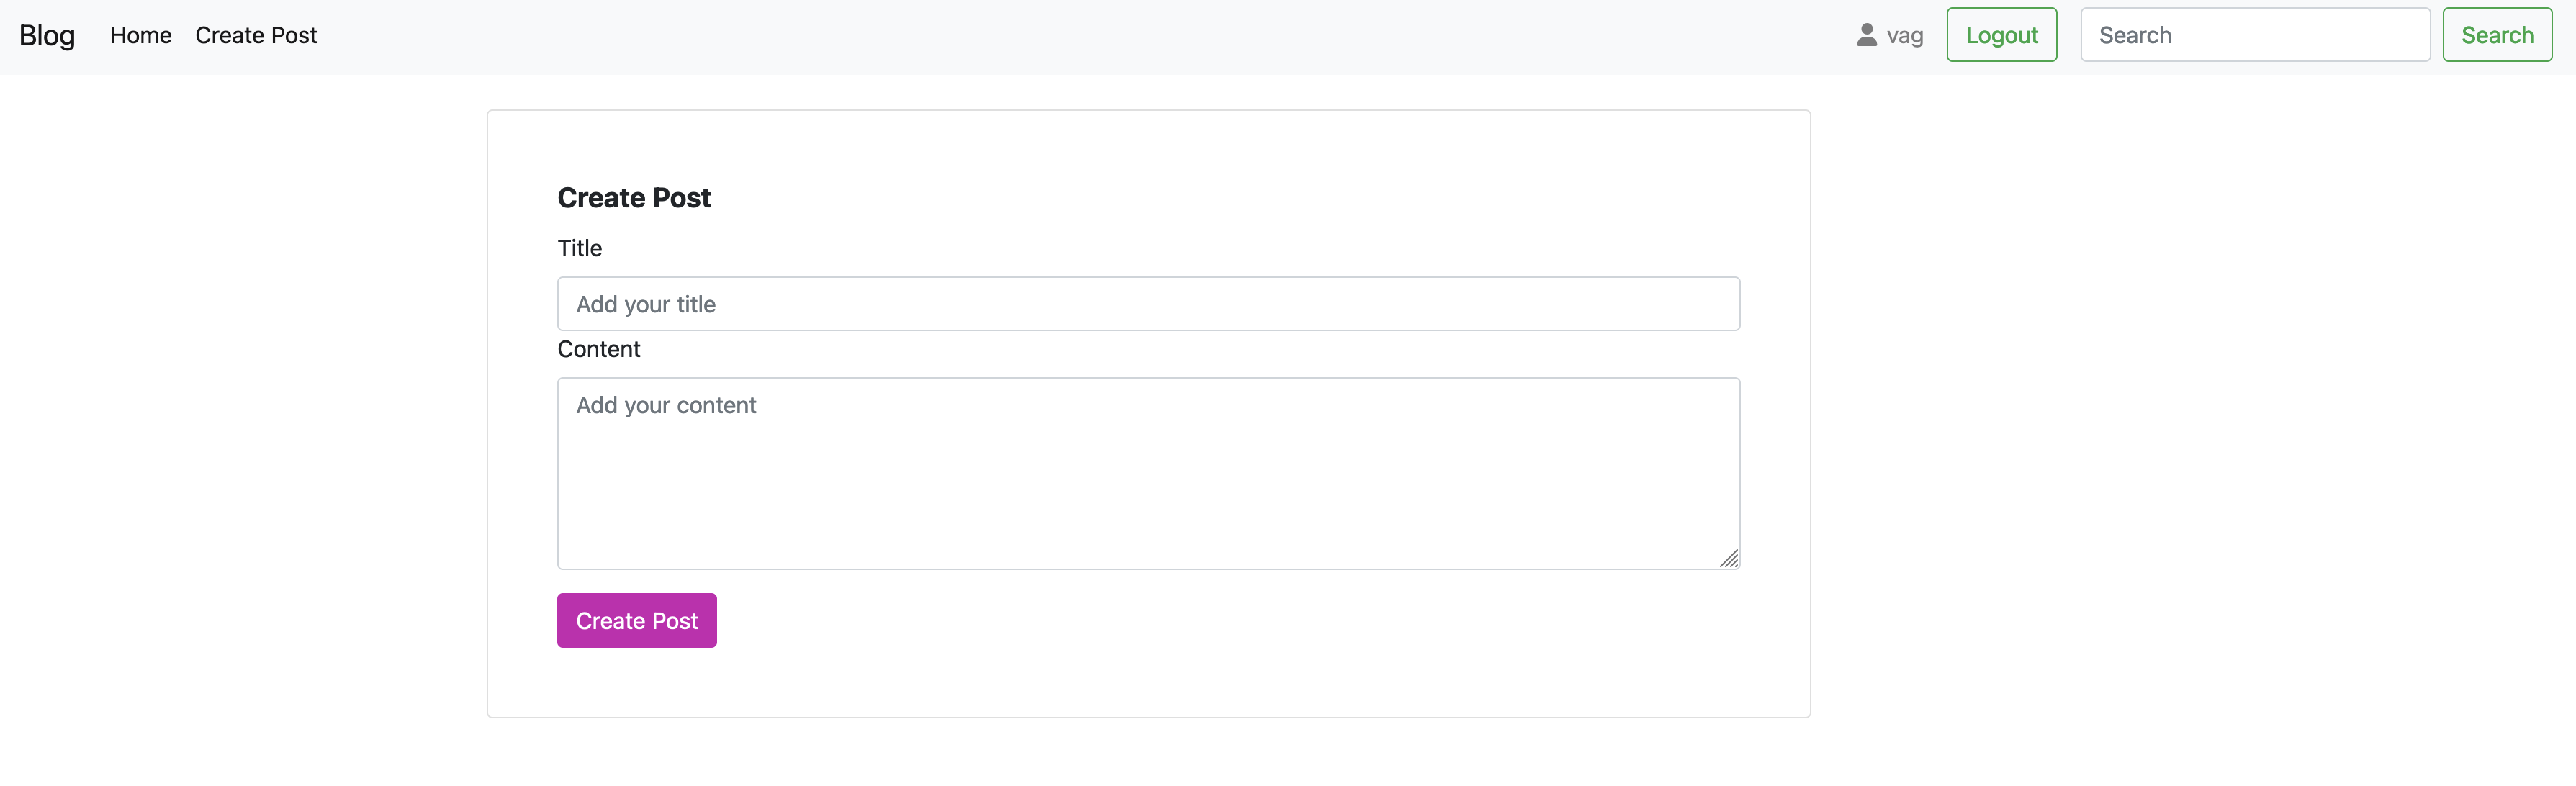 Blog Home Create Post vag Logout Search Search
Create Post
Title
Add your title
Content
Add your content
Create Post